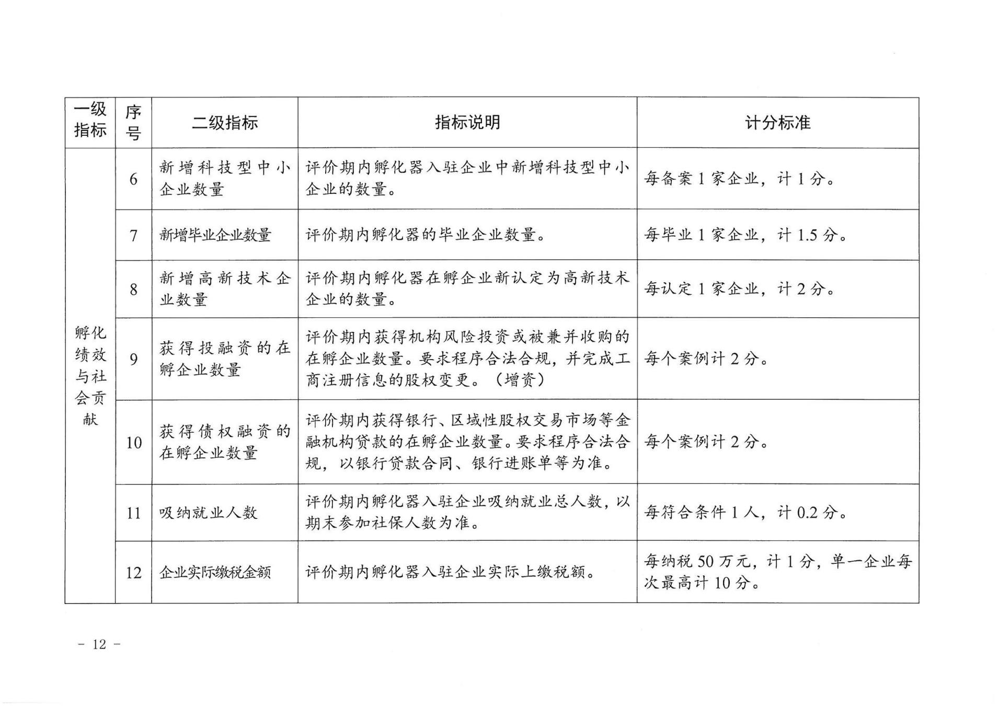 一级
指标
序
号
二级指标
指标说明
计分标准
孵化
绩效
与社
会贡
献
6
新增科技型中小
企业数量
评价期内孵化器入驻企业中新增科技型中小
企业的数量。
每备案 1 家企业，计 1 分。
7
新增毕业企业数量
评价期内孵化器的毕业企业数量。
每毕业 1 家企业，计 1.5 分。
8
新增高新技术企
业数量
评价期内孵化器在孵企业新认定为高新技术
企业的数量。
每认定 1 家企业，计 2 分。
9
获得投融资的在
孵企业数量
评价期内获得机构风险投资或被兼并收购的
在孵企业数量。要求程序合法合规，并完成工
商注册信息的股权变更。（增资）
每个案例计 2 分。
10
获得债权融资的
在孵企业数量
评价期内获得银行、区域性股权交易市场等金
融机构贷款的在孵企业数量。要求程序合法合
规，以银行贷款合同、银行进账单等为准。
每个案例计 2 分。
11
吸纳就业人数
评价期内孵化器入驻企业吸纳就业总人数，以
期末参加社保人数为准。
每符合条件 1 人，计 0.2 分。
12
企业实际缴税金额
评价期内孵化器入驻企业实际上缴税额。
每纳税 50 万元，计 1 分，单一企业每
次最高计 10 分。
- 12 -